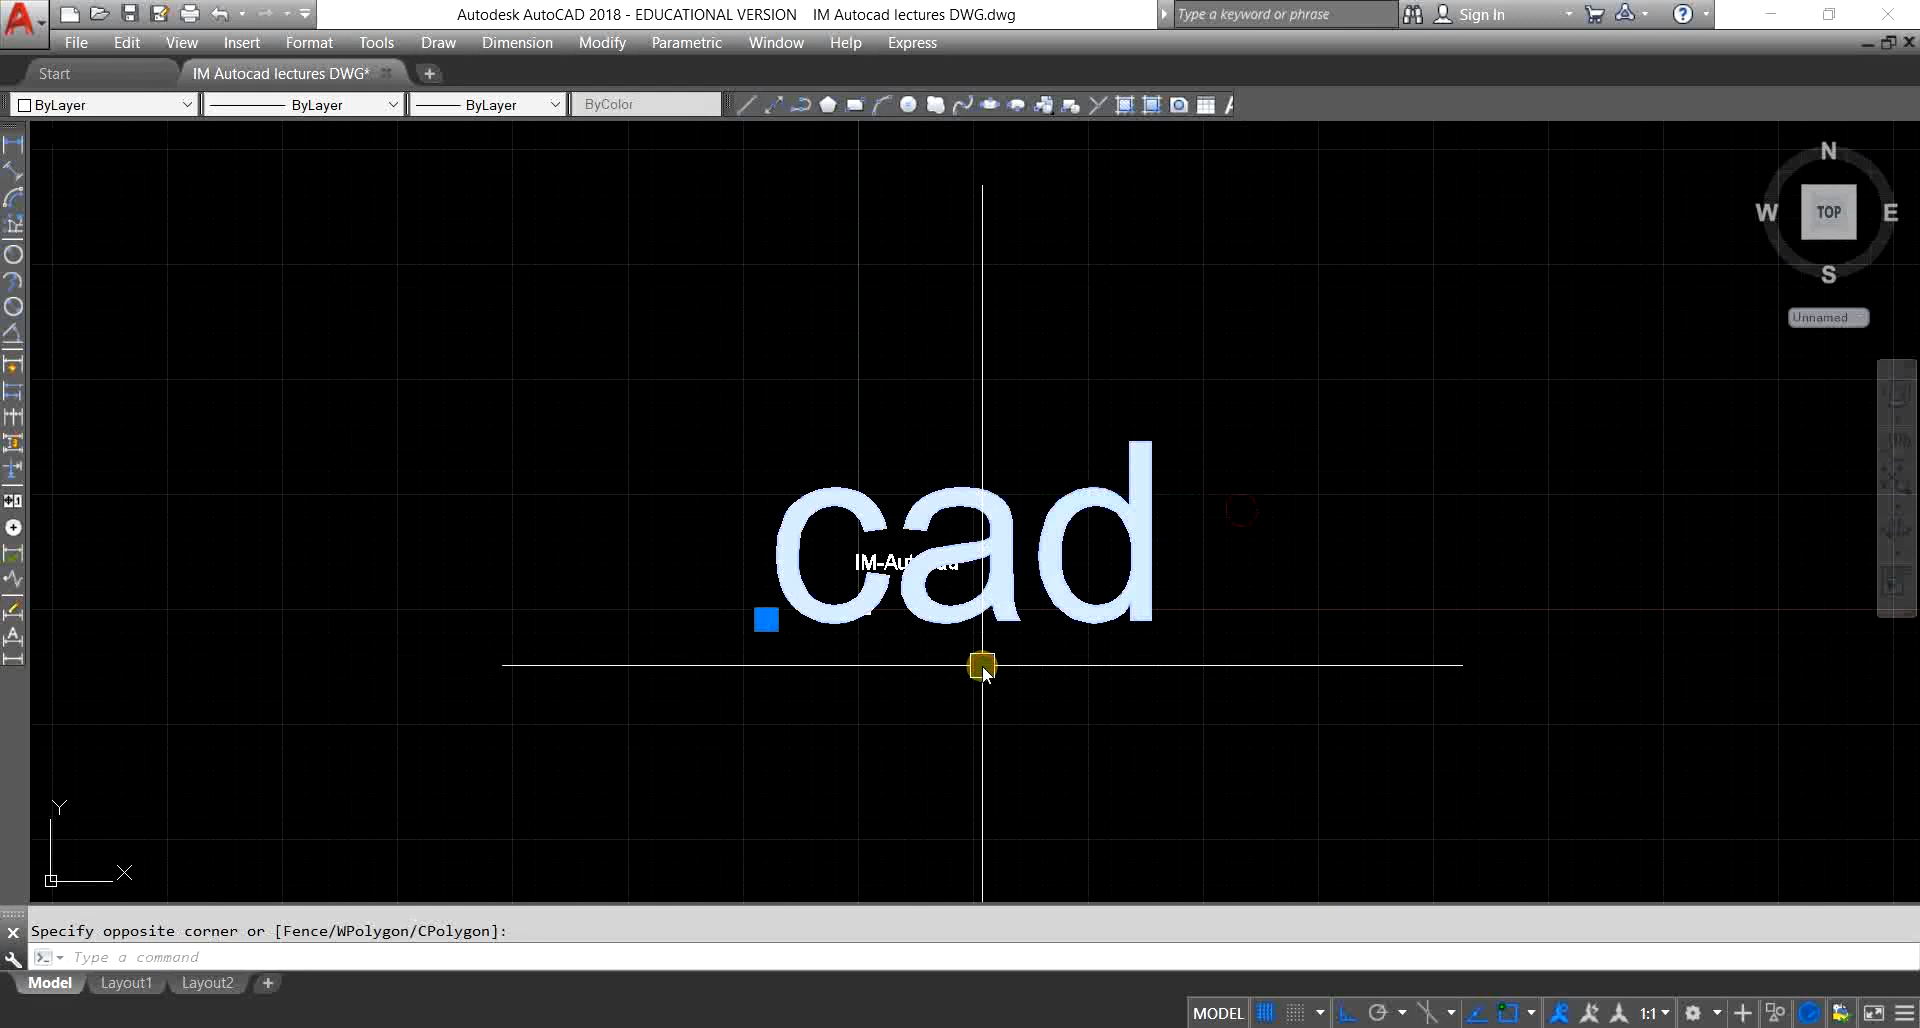 Autodesk AutoCAD 2018 - EDUCATIONAL VERSION IM Autocad lectures DWG.dwg
Type a keyword or phrase
Sign In
File Edit View Insert Format Tools Draw Dimension Modify Parametric Window Help Express
Start
IM Autocad lectures DWG*
ByLayer
ByLayer
ByLayer
ByColor
N
W
TOP
E
S
Unnamed
cad
Y
X
Specify opposite corner or [Fence/WPolygon/CPolygon]:
Type a command
Model Layout1 Layout2
MODEL
1:1